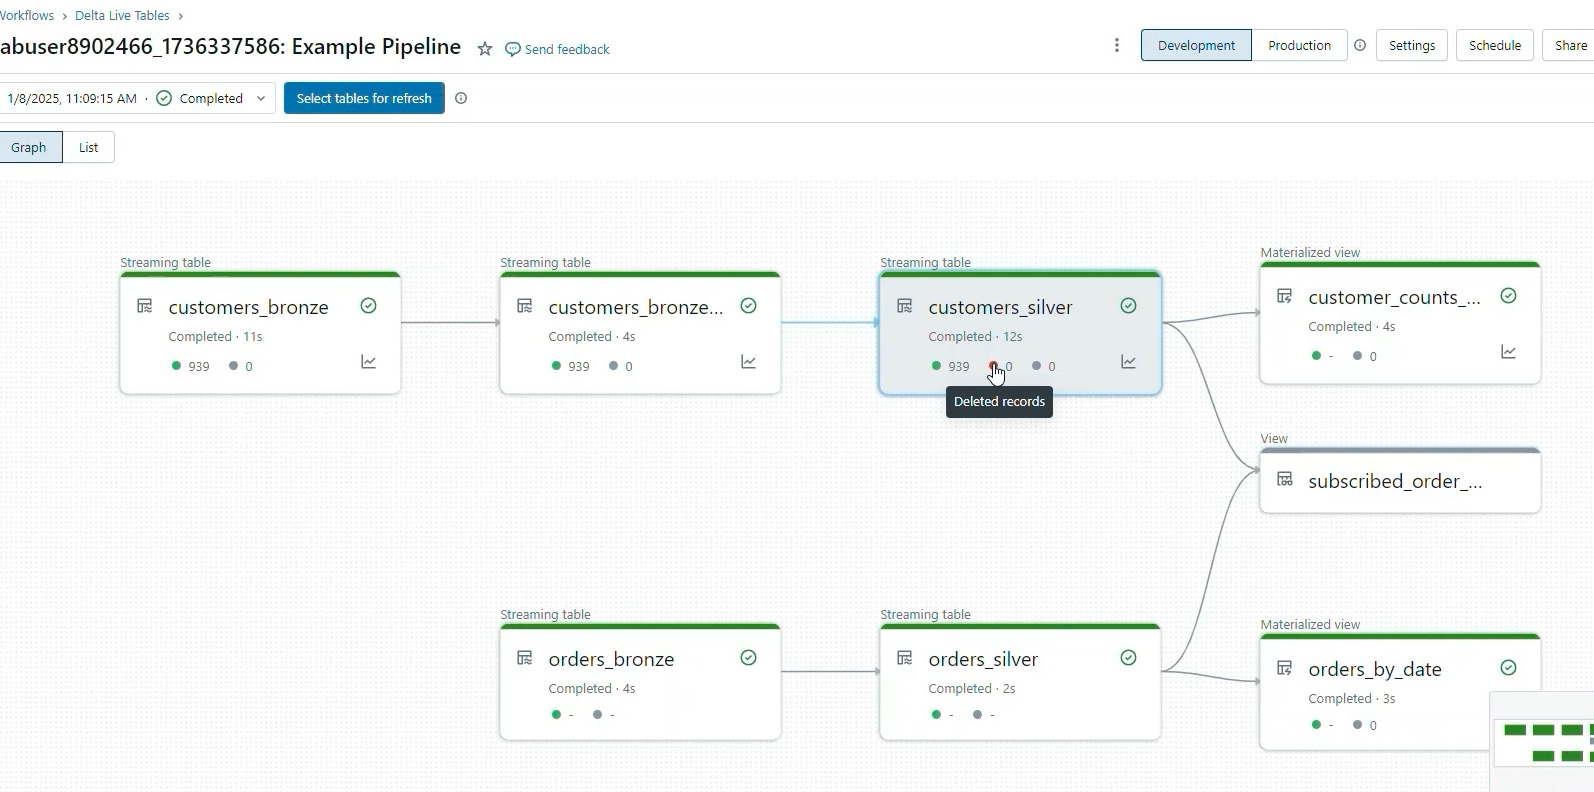 Workflows › Delta Live Tables ›
abuser8902466_1736337586: Example Pipeline
Send feedback
Development
Production
Settings
Schedule
Share
1/8/2025, 11:09:15 AM · Completed
Select tables for refresh
Graph
List
Streaming table
customers_bronze
Completed · 11s
939 0
Streaming table
customers_bronze...
Completed · 4s
939 0
Streaming table
customers_silver
Completed · 12s
939 0 0
Deleted records
Materialized view
customer_counts_...
Completed · 4s
- 0
View
subscribed_order_...
Streaming table
orders_bronze
Completed · 4s
- -
Streaming table
orders_silver
Completed · 2s
- -
Materialized view
orders_by_date
Completed · 3s
- 0